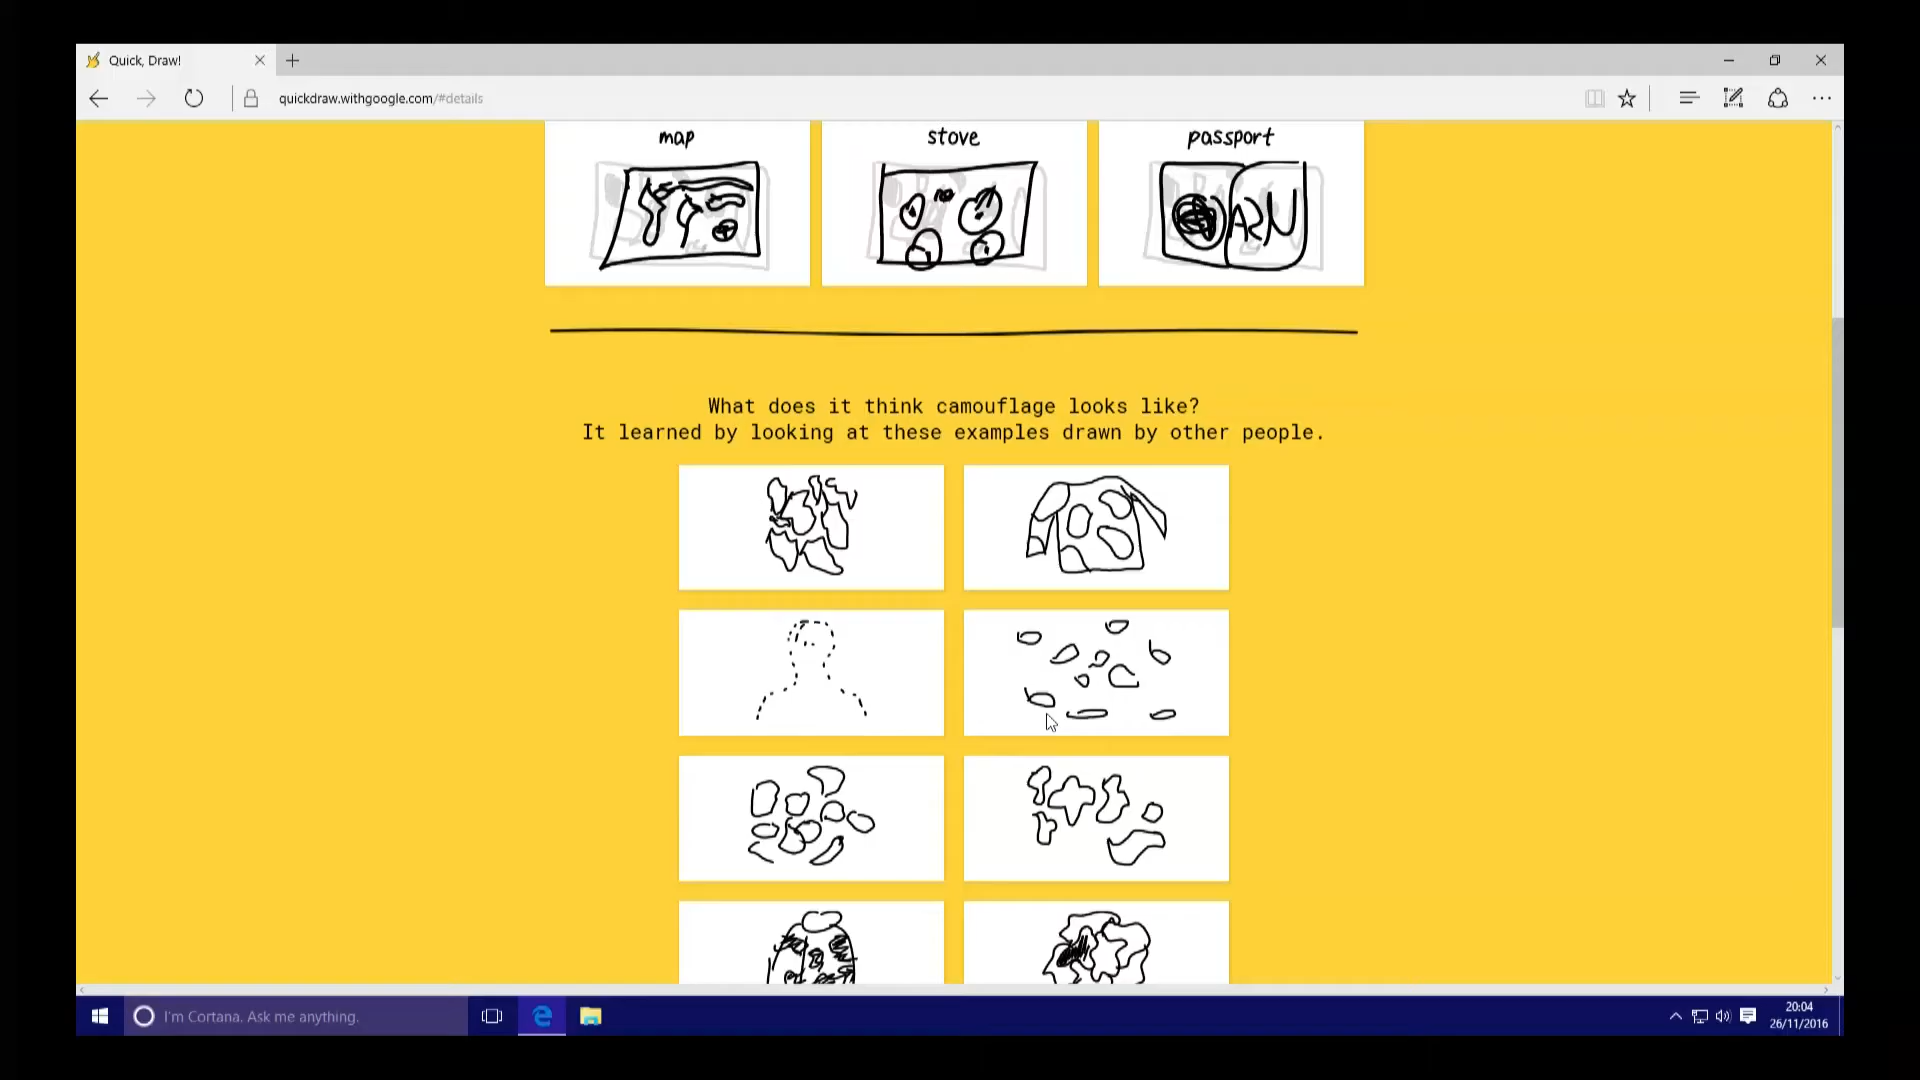 Quick, Draw!
quickdraw.withgoogle.com/#details
map
stove
passport
What does it think camouflage looks like?
It learned by looking at these examples drawn by other people.
I'm Cortana. Ask me anything.
20:04
26/11/2016